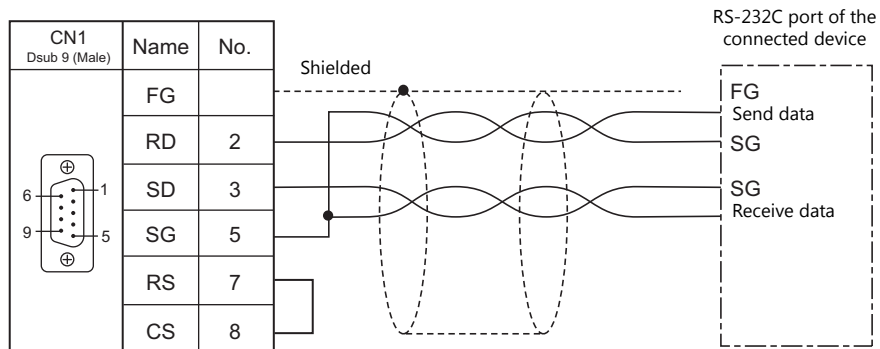 CN1
Dsub 9 (Male)
Name
No.
RS-232C port of the
connected device
Shielded
FG
FG
Send data
RD
2
SG
6
1
SD
3
SG
Receive data
9
5
SG
5
RS
7
CS
8